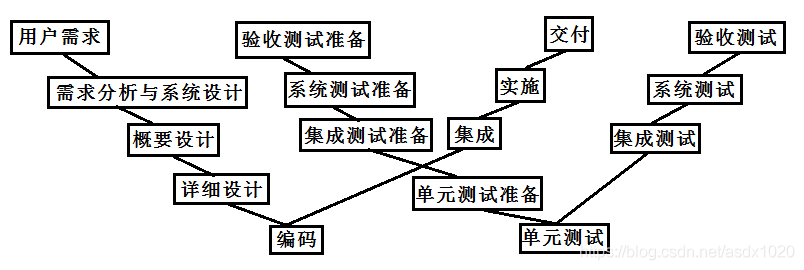 用户需求
验收测试准备
交付
验收测试
需求分析与系统设计
系统测试准备
实施
系统测试
概要设计
集成测试准备
集成
集成测试
详细设计
单元测试准备
编码
单元测试
https://blog.csdn.net/asdx1020